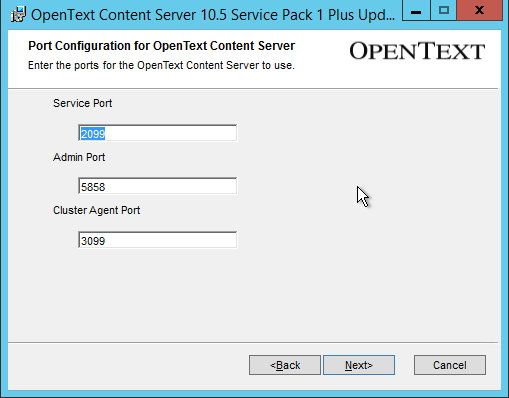 OpenText Content Server 10.5 Service Pack 1 Plus Upd...
Port Configuration for OpenText Content Server
Enter the ports for the OpenText Content Server to use.
OPENTEXT
Service Port
2099
Admin Port
5858
Cluster Agent Port
3099
<Back
Next>
Cancel